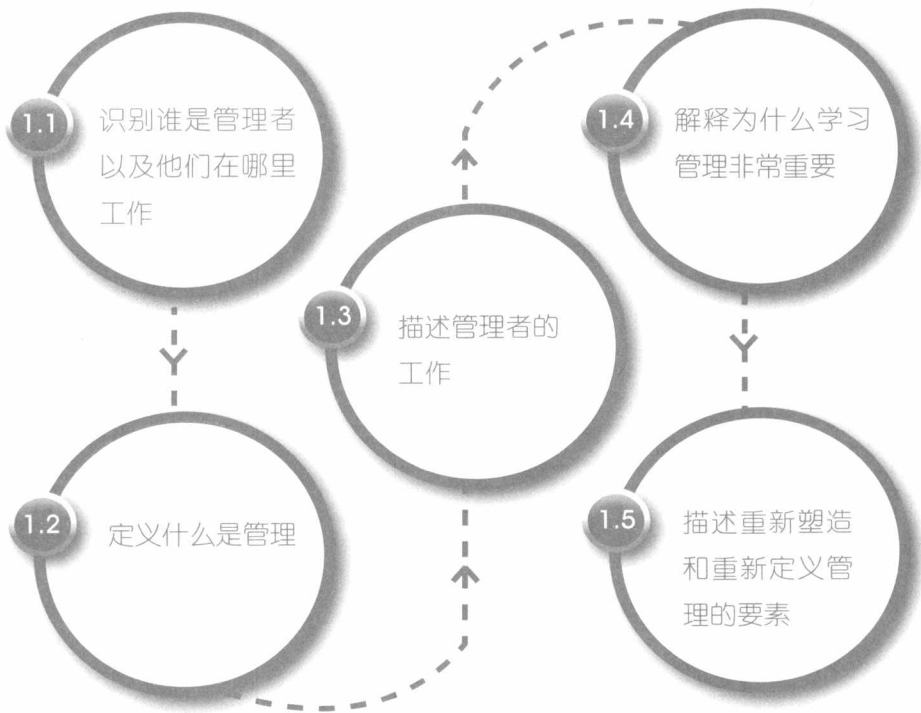 1.1
识别谁是管理者
以及他们在哪里
工作
1.2
定义什么是管理
1.3
描述管理者的
工作
1.4
解释为什么学习
管理非常重要
1.5
描述重新塑造
和重新定义管
理的要素